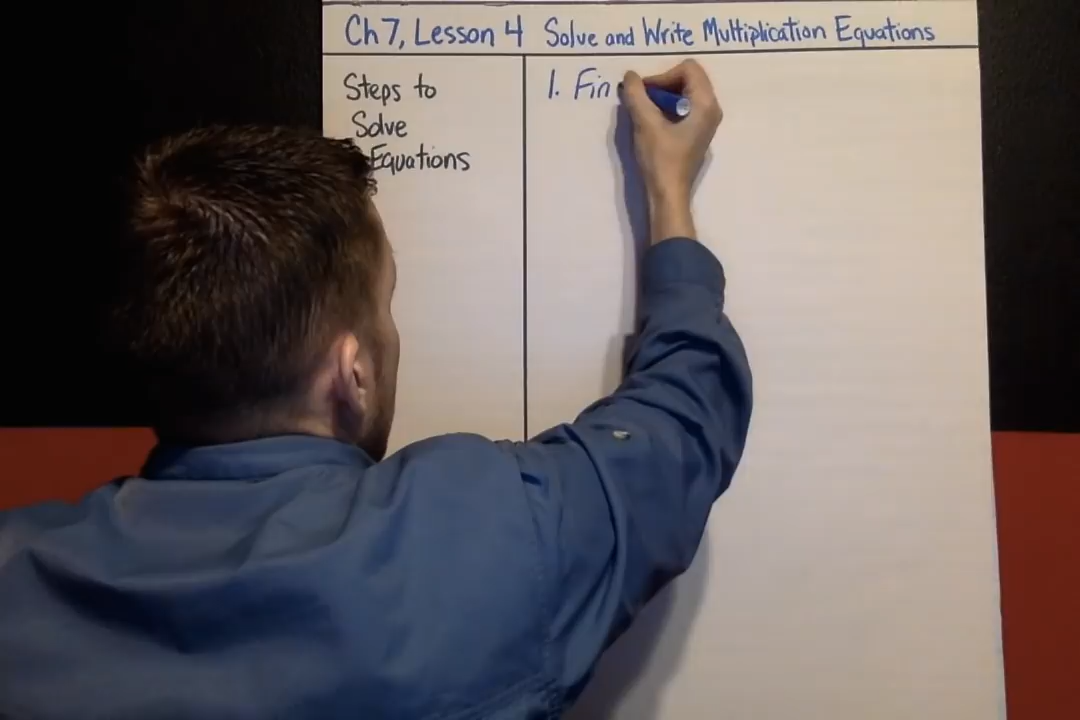 Ch 7, Lesson 4 Solve and Write Multiplication Equations
Steps to
Solve
Equations
1. Fin